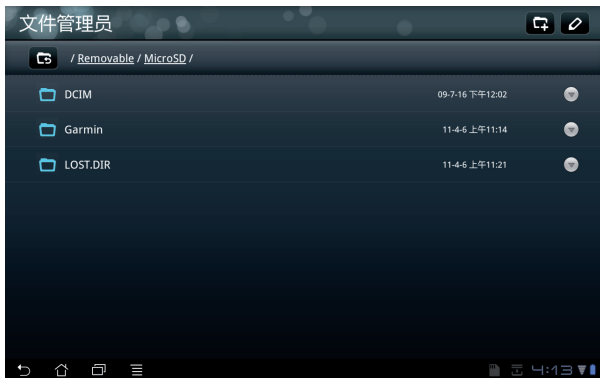 文件管理员
/ Removable / MicroSD /
DCIM 09-7-16 下午12:02
Garmin 11-4-6 上午11:14
LOST.DIR 11-4-6 上午11:21
4:13